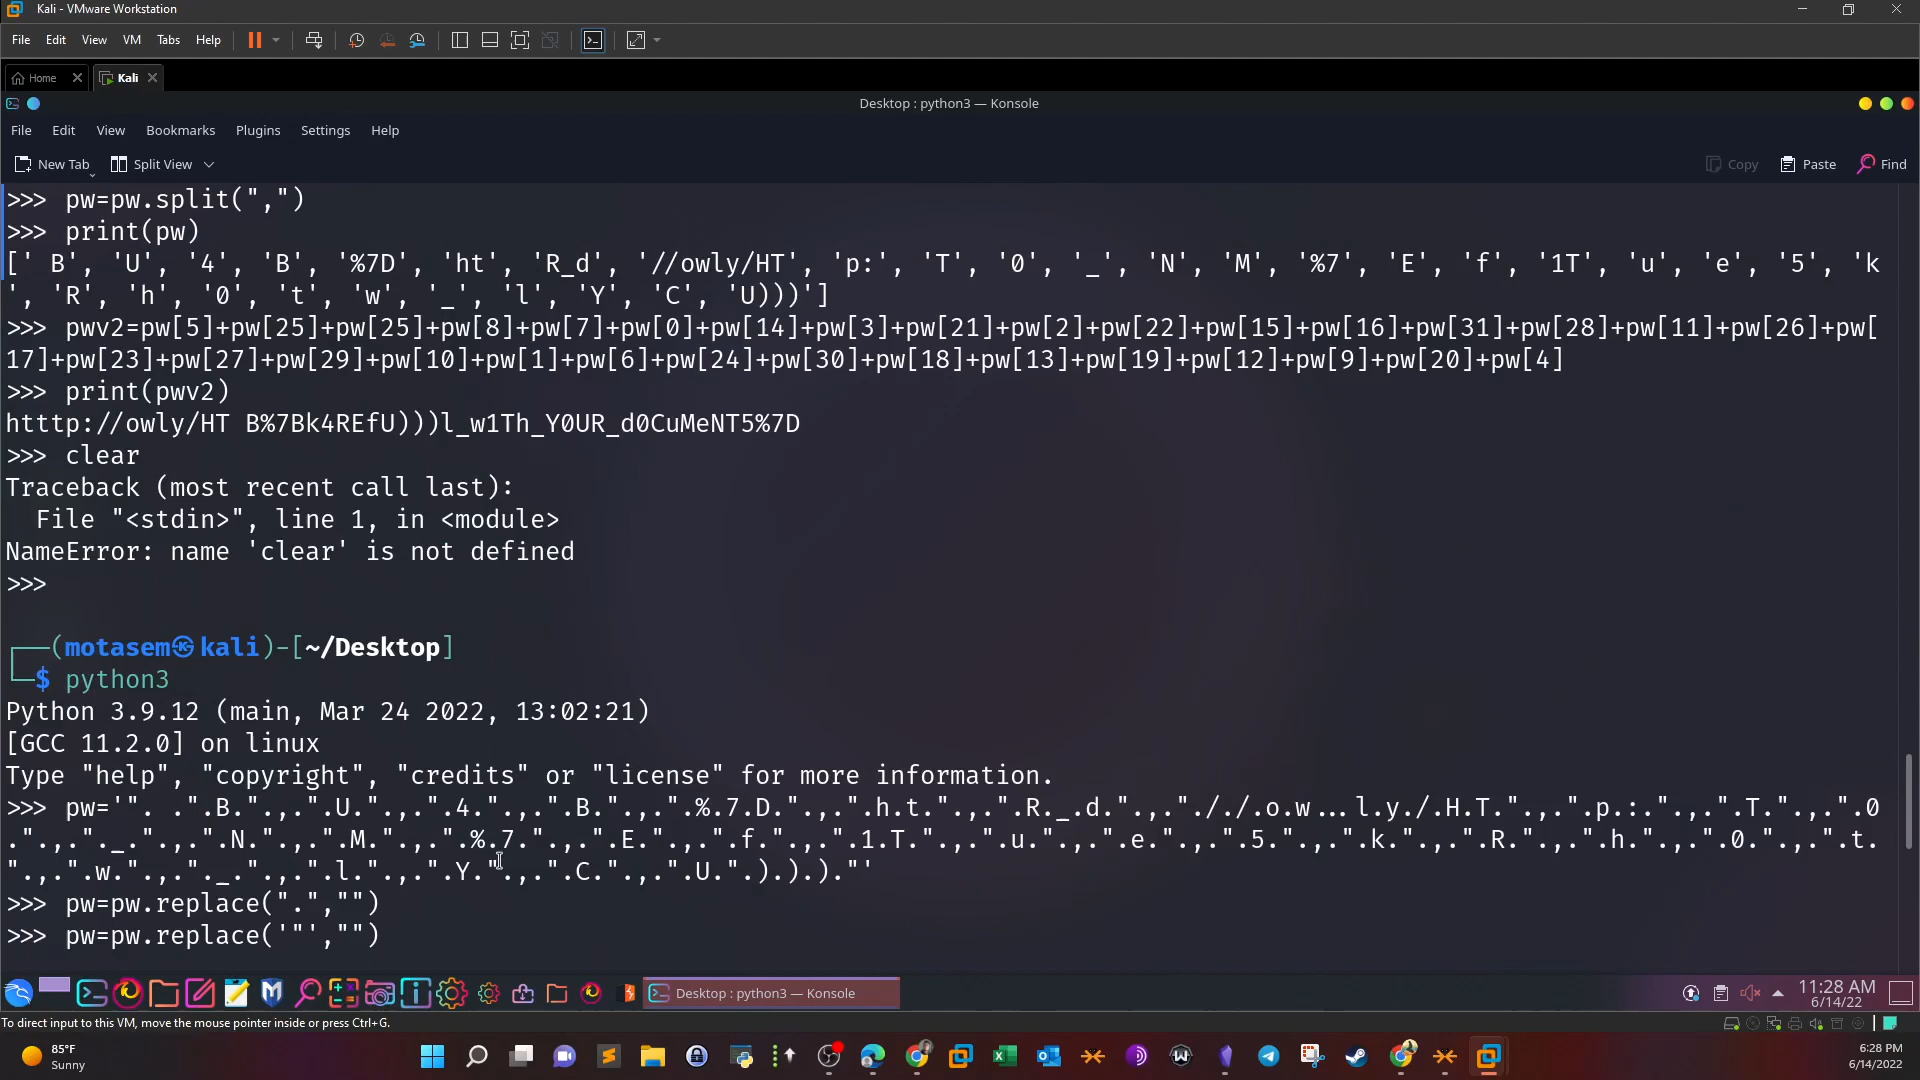 Kali - VMware Workstation
File Edit View VM Tabs Help
Home Kali
Desktop : python3 — Konsole
File Edit View Bookmarks Plugins Settings Help
New Tab Split View Copy Paste Find
>>> pw=pw.split(",")
>>> print(pw)
[' B', 'U', '4', 'B', '%7D', 'ht', 'R_d', '//owly/HT', 'p:', 'T', '0', '_', 'N', 'M', '%7', 'E', 'f', '1T', 'u', 'e', '5', 'k
', 'R', 'h', '0', 't', 'w', '_', 'l', 'Y', 'C', 'U)))']
>>> pwv2=pw[5]+pw[25]+pw[25]+pw[8]+pw[7]+pw[0]+pw[14]+pw[3]+pw[21]+pw[2]+pw[22]+pw[15]+pw[16]+pw[31]+pw[28]+pw[11]+pw[26]+pw[
17]+pw[23]+pw[27]+pw[29]+pw[10]+pw[1]+pw[6]+pw[24]+pw[30]+pw[18]+pw[13]+pw[19]+pw[12]+pw[9]+pw[20]+pw[4]
>>> print(pwv2)
htttp://owly/HT B%7Bk4REfU)))l_w1Th_Y0UR_d0CuMeNT5%7D
>>> clear
Traceback (most recent call last):
File "<stdin>", line 1, in <module>
NameError: name 'clear' is not defined
>>>
(motasem㉿kali)-[~/Desktop]
$ python3
Python 3.9.12 (main, Mar 24 2022, 13:02:21)
[GCC 11.2.0] on linux
Type "help", "copyright", "credits" or "license" for more information.
>>> pw='". .".B.".,.".U.".,.".4.".,.".B.".,.".%.7.D.".,.".h.t.".,.".R._.d.".,."././.o.w...l.y./.H.T.".,.".p.:.".,.".T.".,.".0
.".,."._.".,.".N.".,.".M.".,.".%.7.".,.".E.".,.".f.".,.".1.T.".,.".u.".,.".e.".,.".5.".,.".k.".,.".R.".,.".h.".,.".0.".,.".t.
".,.".w.".,."._.".,.".l.".,.".Y.".,.".C.".,.".U.".).).)."'
>>> pw=pw.replace(".","")
>>> pw=pw.replace('"',"")
Desktop : python3 — Konsole
11:28 AM
6/14/22
To direct input to this VM, move the mouse pointer inside or press Ctrl+G.
85°F
Sunny
6:28 PM
6/14/2022